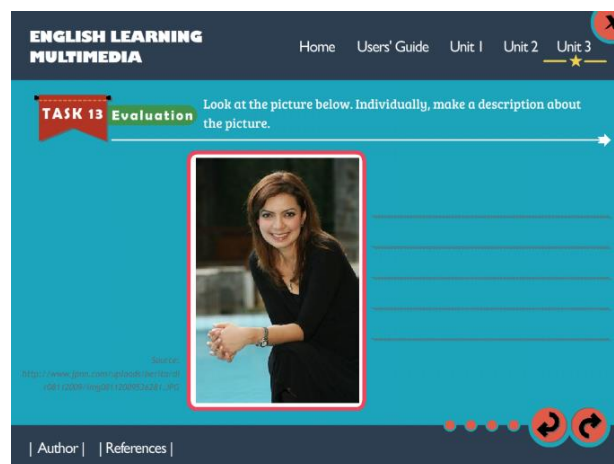 ENGLISH LEARNING
MULTIMEDIA
Home Users' Guide Unit 1 Unit 2 Unit 3
TASK 13 Evaluation
Look at the picture below. Individually, make a description about
the picture.
Source:
| Author | | References |